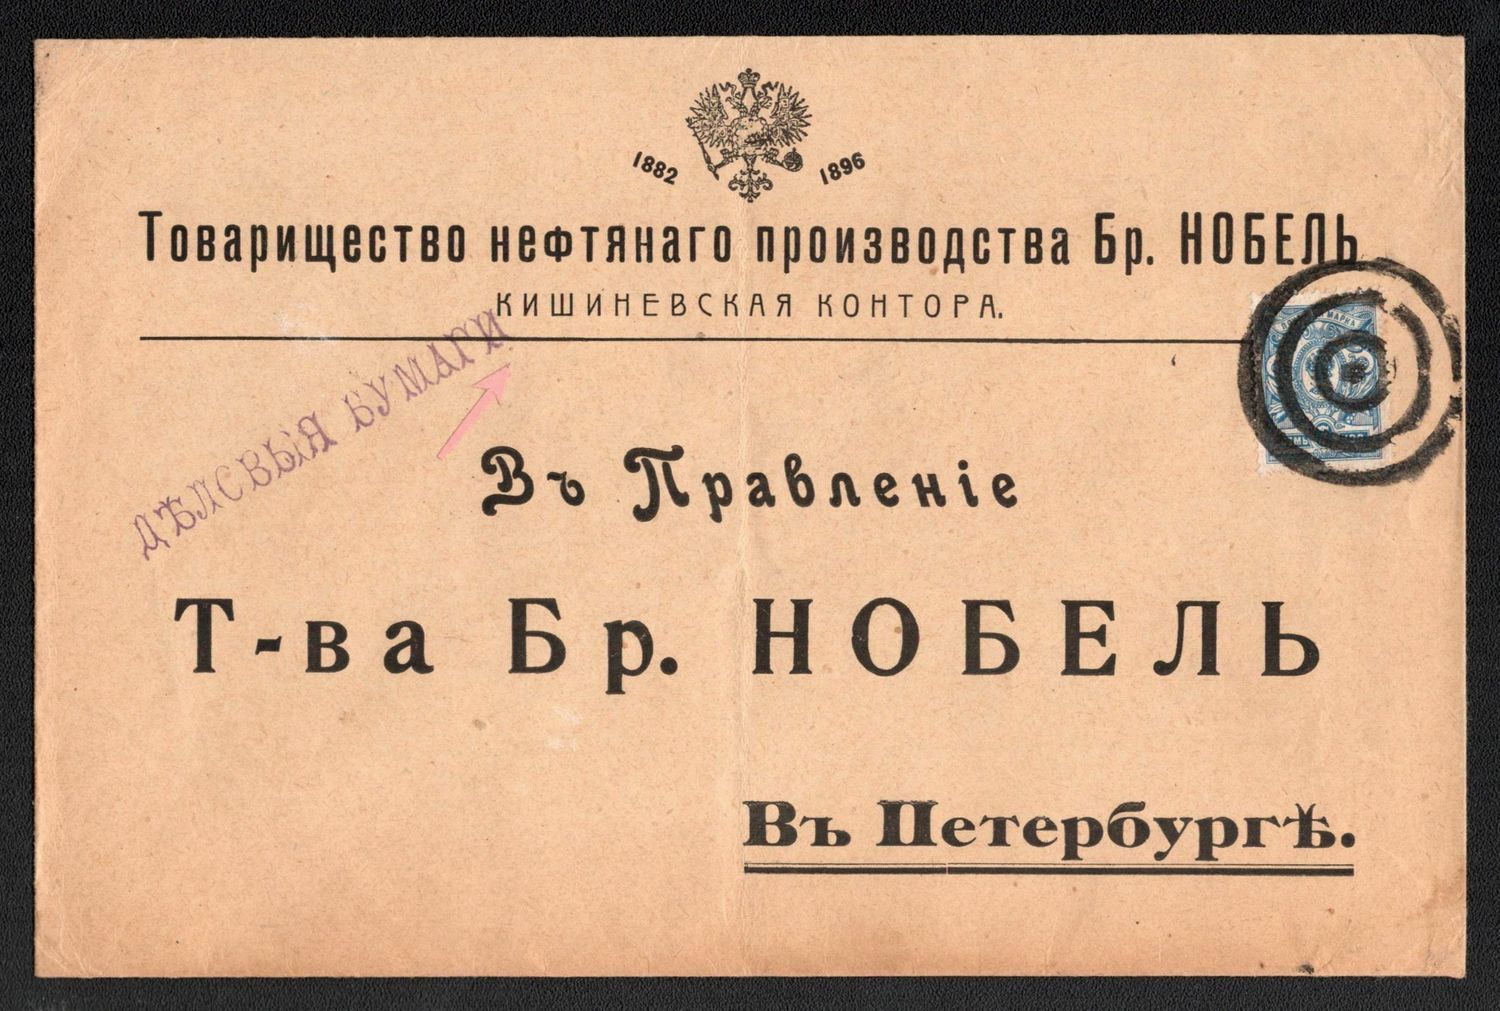 1882 1896
Товарищество нефтянаго производства Бр. НОБЕЛЬ
КИШИНЕВСКАЯ КОНТОРА.
ДѢЛОВЫЯ БУМАГИ
Въ Правленіе
Т-ва Бр. НОБЕЛЬ
Въ Петербургѣ.